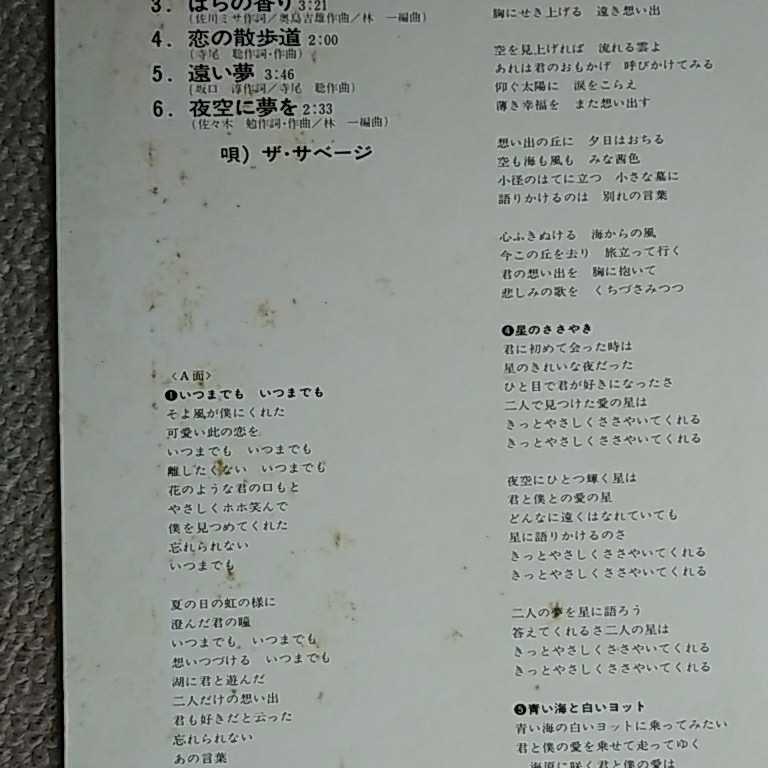 3. ばらの香り 3:21
(佐川ミサ作詞／奥島吉雄作曲／林 一編曲)
4. 恋の散歩道 2:00
(寺尾 聡作詞・作曲)
5. 遠い夢 3:46
(坂口 淳作詞／寺尾 聡作曲)
6. 夜空に夢を 2:33
(佐々木 勉作詞・作曲／林 一編曲)
唄) ザ・サベージ
〈A面〉
❶いつまでも いつまでも
そよ風が僕にくれた
可愛い此の恋を
いつまでも いつまでも
離したくない いつまでも
花のような君の口もと
やさしくホホ笑んで
僕を見つめてくれた
忘れられない
いつまでも
夏の日の虹の様に
澄んだ君の瞳
いつまでも いつまでも
想いつづける いつまでも
湖に君と遊んだ
二人だけの想い出
君も好きだと云った
忘れられない
あの言葉
胸にせき上げる 遠き想い出
空を見上げれば 流れる雲よ
あれは君のおもかげ 呼びかけてみる
仰ぐ太陽に 涙をこらえ
薄き幸福を また想い出す
想い出の丘に 夕日はおちる
空も海も風も みな茜色
小径のはてに立つ 小さな墓に
語りかけるのは 別れの言葉
心ふきぬける 海からの風
今この丘を去り 旅立って行く
君の想い出を 胸に抱いて
悲しみの歌を くちづさみつつ
❹星のささやき
君に初めて会った時は
星のきれいな夜だった
ひと目で君が好きになったさ
二人で見つけた愛の星は
きっとやさしくささやいてくれる
きっとやさしくささやいてくれる
夜空にひとつ輝く星は
君と僕との愛の星
どんなに遠くはなれていても
星に語りかけるのさ
きっとやさしくささやいてくれる
きっとやさしくささやいてくれる
二人の夢を星に語ろう
答えてくれるさ二人の星は
きっとやさしくささやいてくれる
きっとやさしくささやいてくれる
❺青い海と白いヨット
青い海の白いヨットに乗ってみたい
君と僕の愛を乗せて走ってゆく
海原に咲く君と僕の愛は